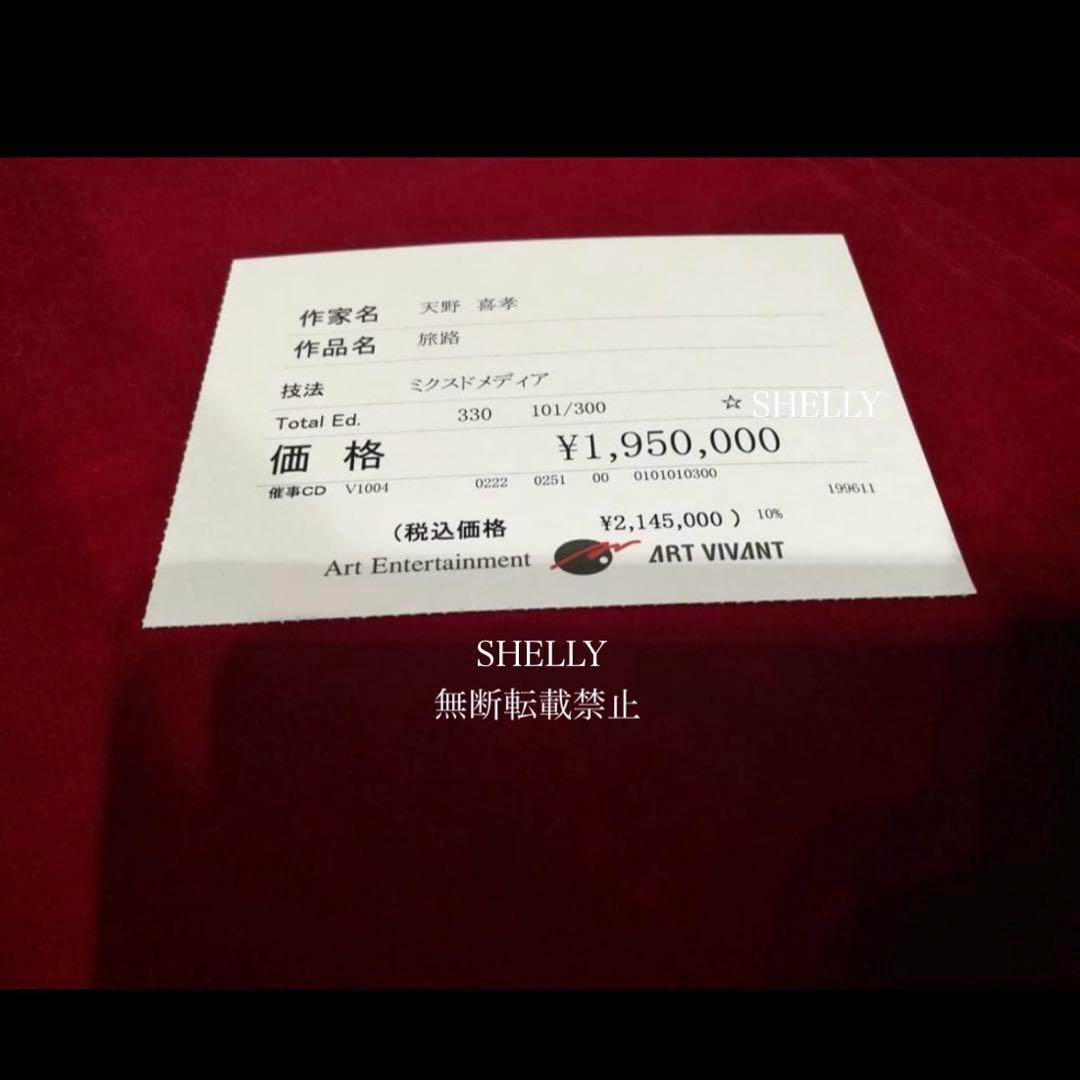 作家名 天野 喜孝
作品名 旅路
技法 ミクスドメディア
Total Ed. 330 101/300 ☆ SHELLY
価 格 ¥1,950,000
催事CD V1004 0222 0251 00 0101010300 199611
(税込価格 ¥2,145,000 ) 10%
Art Entertainment ART VIVANT
SHELLY
無断転載禁止